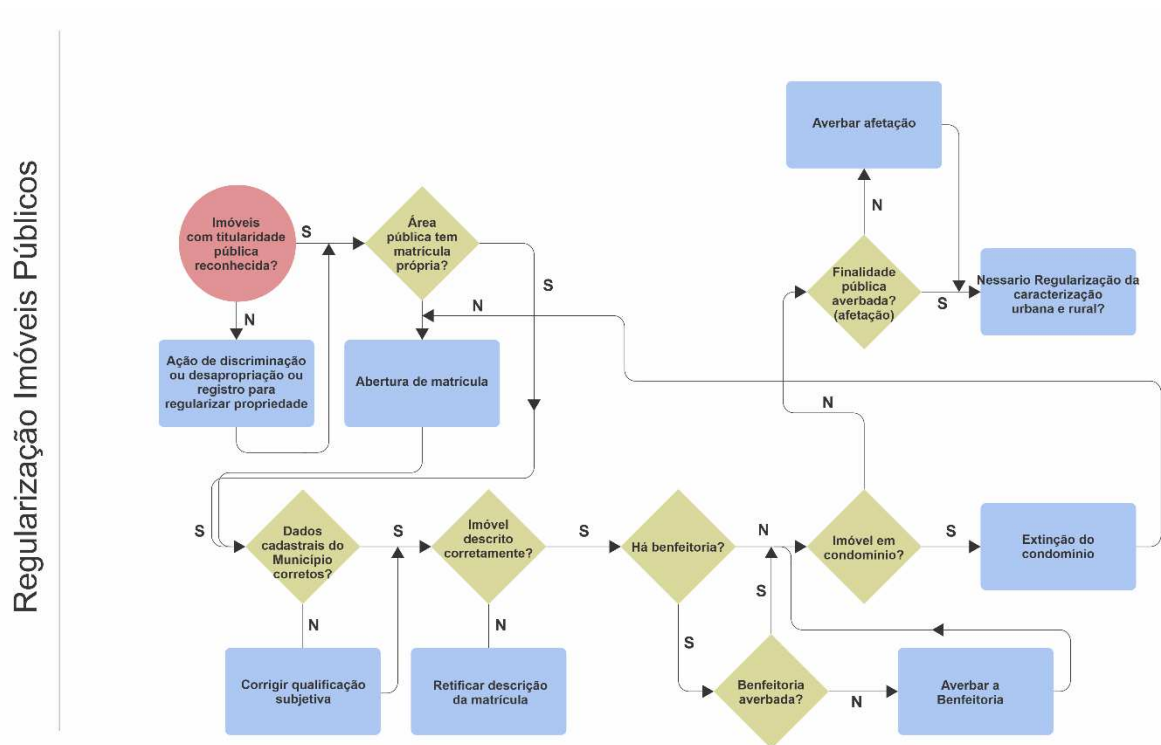 Regularização Imóveis Públicos
Averbar afetação
N
Imóveis
com titularidade
pública
reconhecida?
S
Área
pública tem
matrícula
própria?
S
N
N
Finalidade
pública
averbada?
(afetação)
S
Nessario Regularização da
caracterização
urbana e rural?
Ação de discriminação
ou desapropriação ou
registro para
regularizar propriedade
Abertura de matrícula
N
S
Dados
cadastrais do
Município
corretos?
S
Imóvel
descrito
corretamente?
S
Há benfeitoria?
N
Imóvel em
condominio?
S
Extinção do
condominio
N
N
S
S
Corrigir qualificação
subjetiva
Retificar descrição
da matrícula
Benfeitoria
averbada?
N
Averbar a
Benfeitoria